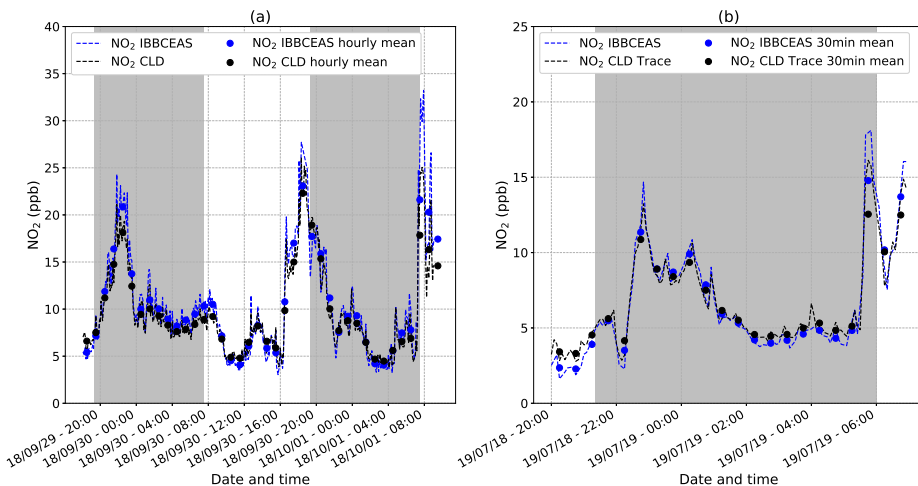 (a)
NO2 IBBCEAS
NO2 CLD
NO2 IBBCEAS hourly mean
NO2 CLD hourly mean
NO2 (ppb)
40
35
30
25
20
15
10
5
0
18/09/29 - 20:00
18/09/30 - 00:00
18/09/30 - 04:00
18/09/30 - 08:00
18/09/30 - 12:00
18/09/30 - 16:00
18/09/30 - 20:00
18/10/01 - 00:00
18/10/01 - 04:00
18/10/01 - 08:00
Date and time
(b)
NO2 IBBCEAS
NO2 CLD Trace
NO2 IBBCEAS 30min mean
NO2 CLD Trace 30min mean
NO2 (ppb)
25
20
15
10
5
0
19/07/18 - 20:00
19/07/18 - 22:00
19/07/19 - 00:00
19/07/19 - 02:00
19/07/19 - 04:00
19/07/19 - 06:00
Date and time